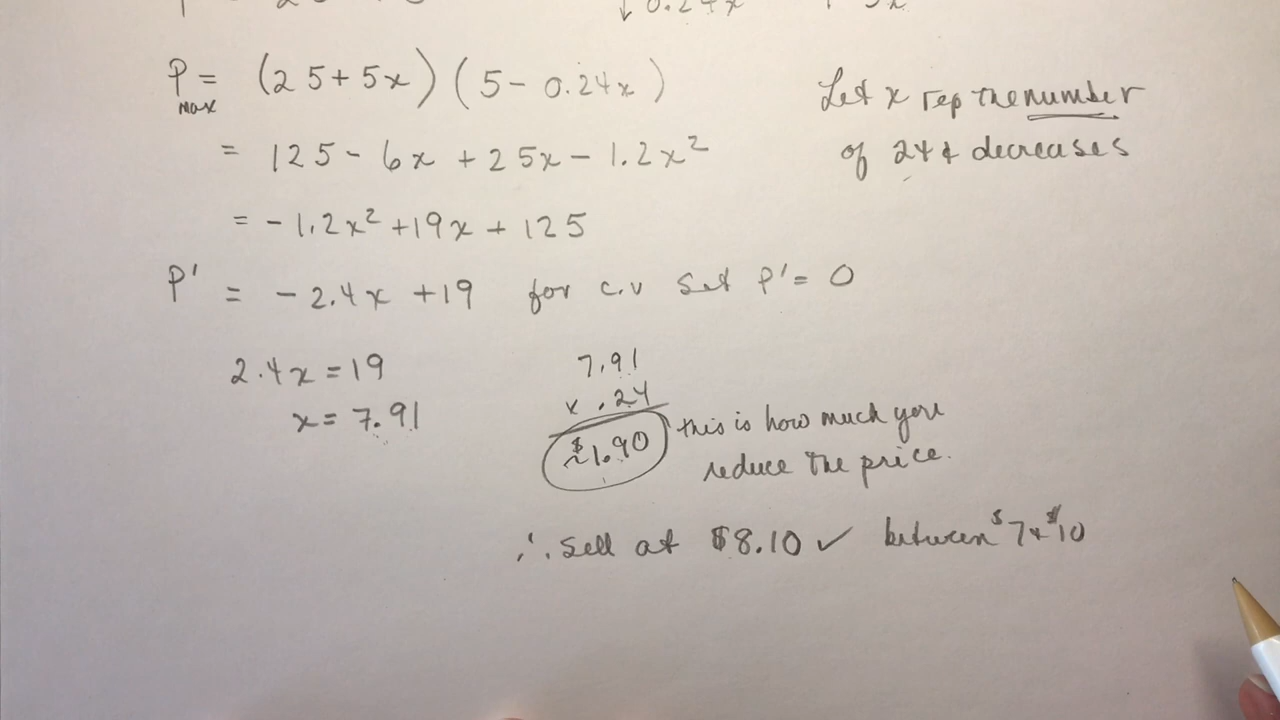 ↓ 0.24x
P = (25+5x)(5-0.24x)
max
= 125 - 6x + 25x - 1.2x²
= -1.2x² + 19x + 125
P' = -2.4x + 19 for c.v set P' = 0
2.4x = 19
x = 7.91
Let x rep the number
of 24¢ decreases
7.91
x .24
~$1.90
this is how much you
reduce the price.
∴ Sell at $8.10 ✓ between $7 & $10